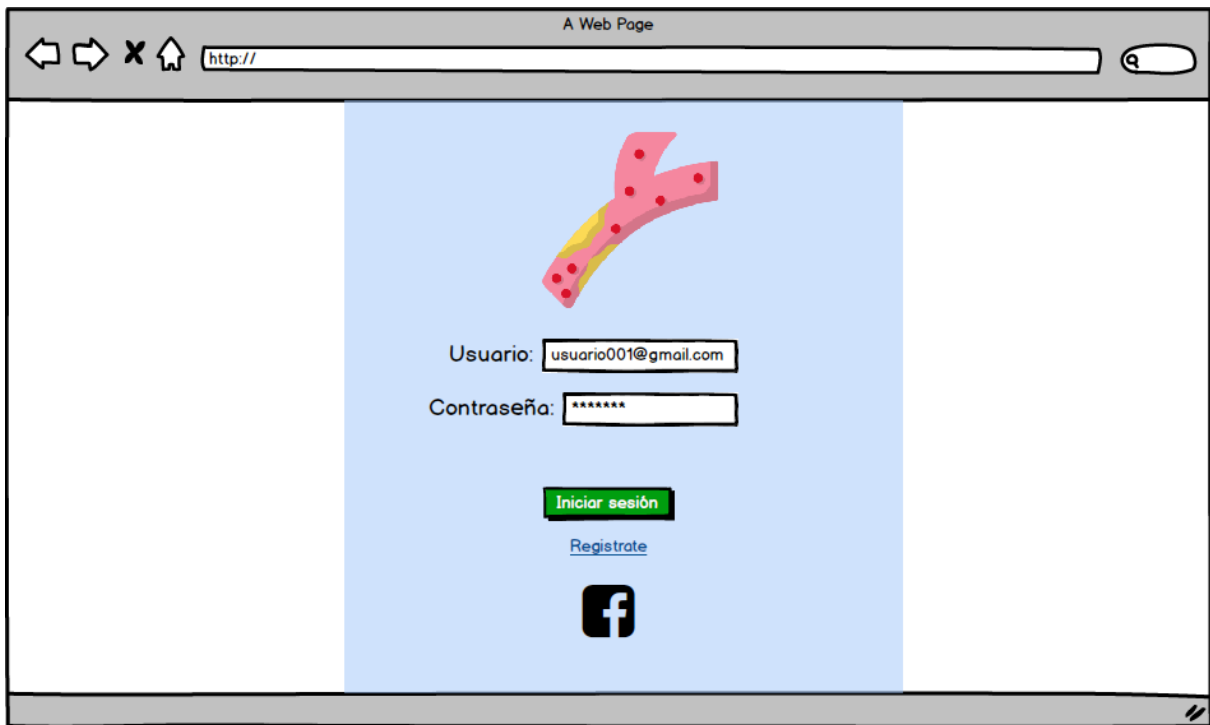 A Web Page
http://
Usuario: usuario001@gmail.com
Contraseña: *******
Iniciar sesión
Registrate